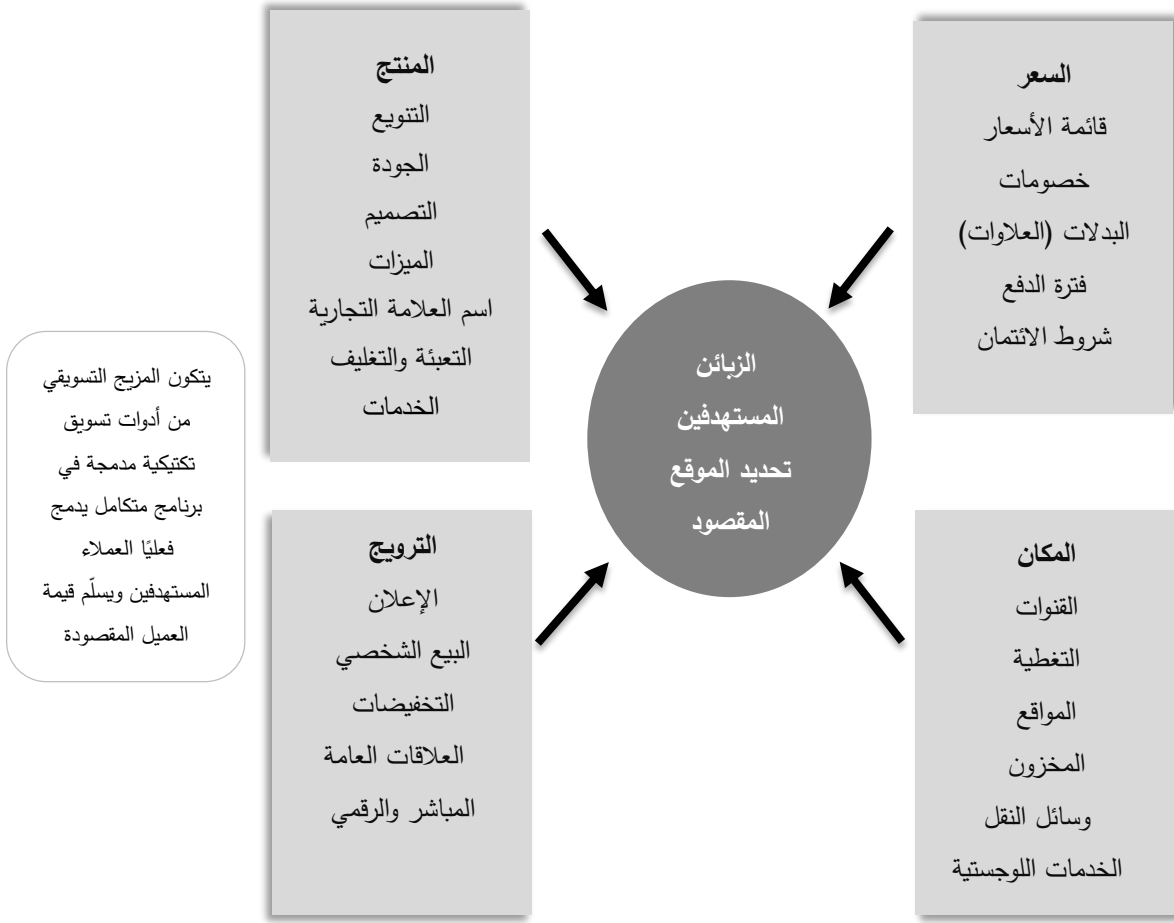 السعر
قائمة الأسعار
خصومات
البدلات (العلاوات)
فترة الدفع
شروط الائتمان
المنتج
التنويع
الجودة
التصميم
الميزات
اسم العلامة التجارية
التعبئة والتغليف
الخدمات
الزبائن
المستهدفين
تحديد الموقع
المقصود
يتكون المزيج التسويقي
من أدوات تسويق
تكتيكية مدمجة في
برنامج متكامل يدمج
فعليًا العملاء
المستهدفين ويسلّم قيمة
العميل المقصودة
المكان
القنوات
التغطية
المواقع
المخزون
وسائل النقل
الخدمات اللوجستية
الترويج
الإعلان
البيع الشخصي
التخفيضات
العلاقات العامة
المباشر والرقمي